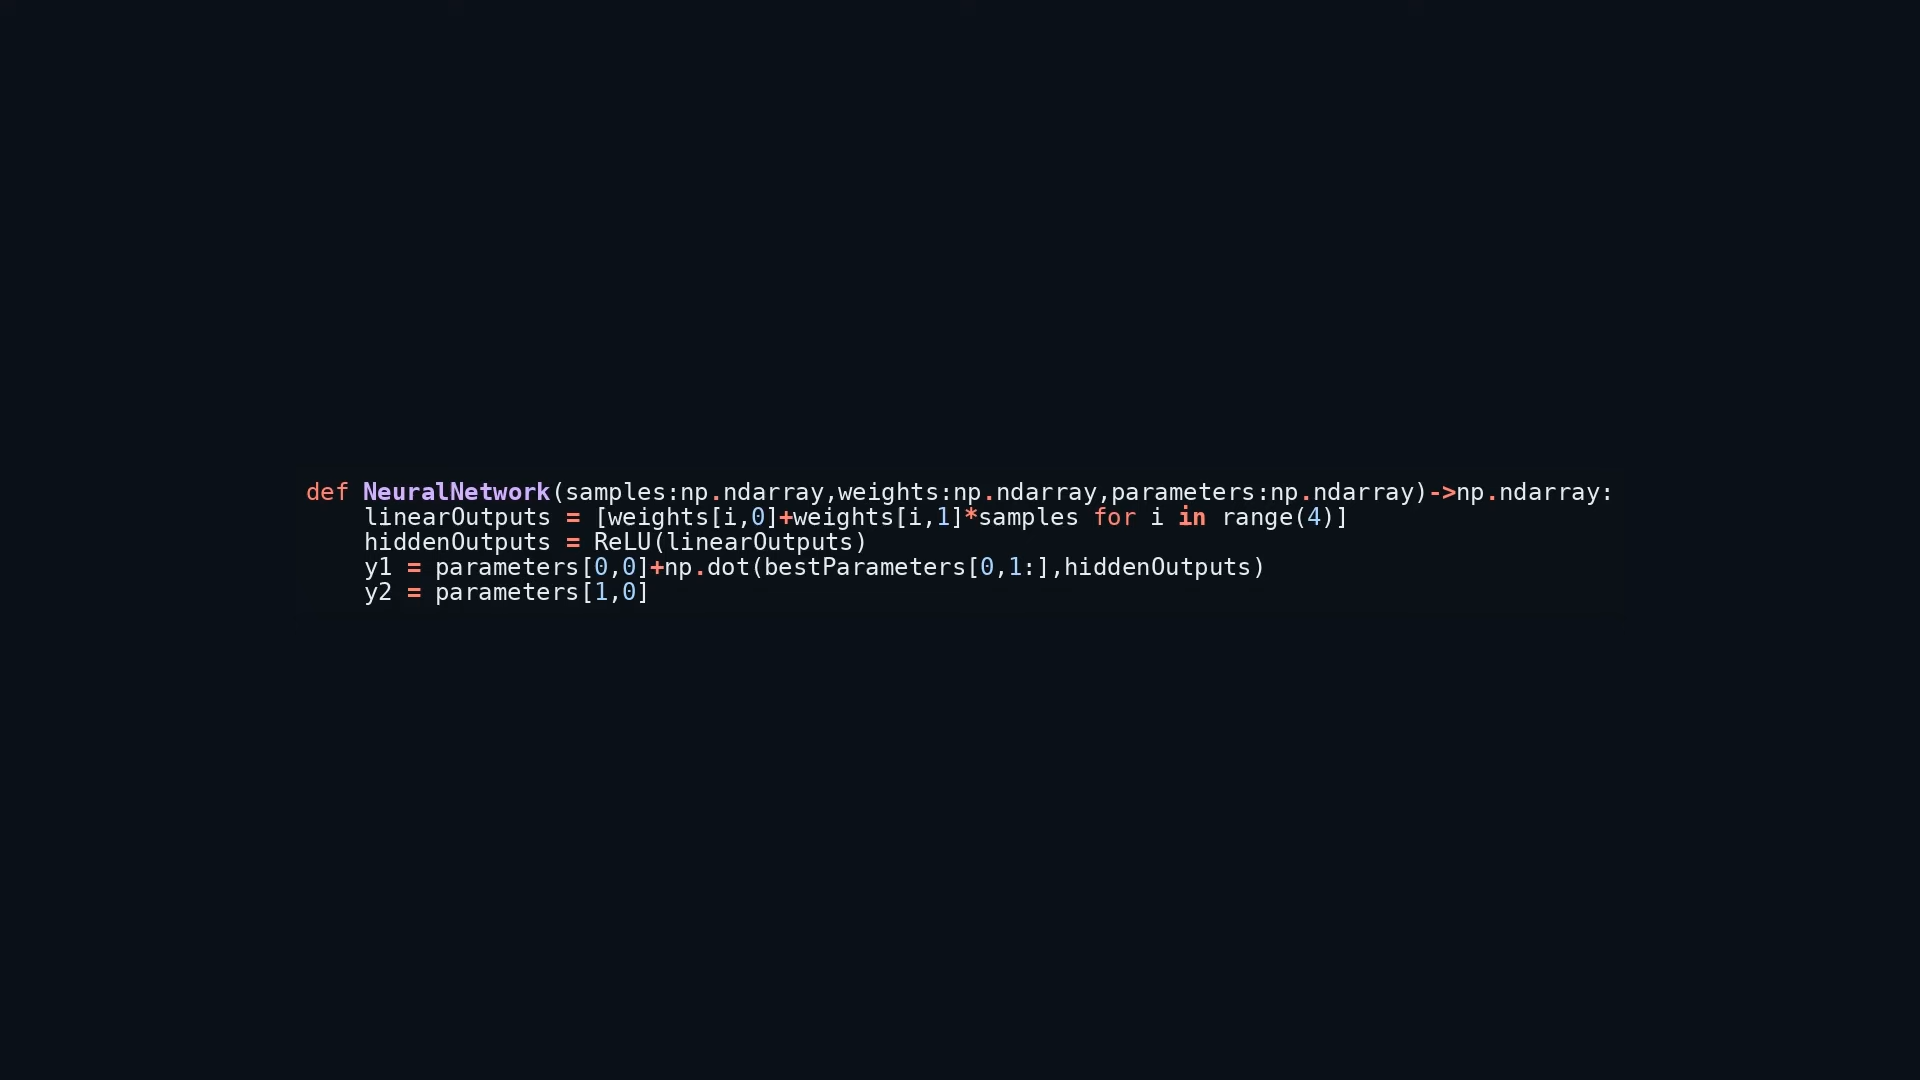 def NeuralNetwork(samples:np.ndarray,weights:np.ndarray,parameters:np.ndarray)->np.ndarray:
    linearOutputs = [weights[i,0]+weights[i,1]*samples for i in range(4)]
    hiddenOutputs = ReLU(linearOutputs)
    y1 = parameters[0,0]+np.dot(bestParameters[0,1:],hiddenOutputs)
    y2 = parameters[1,0]